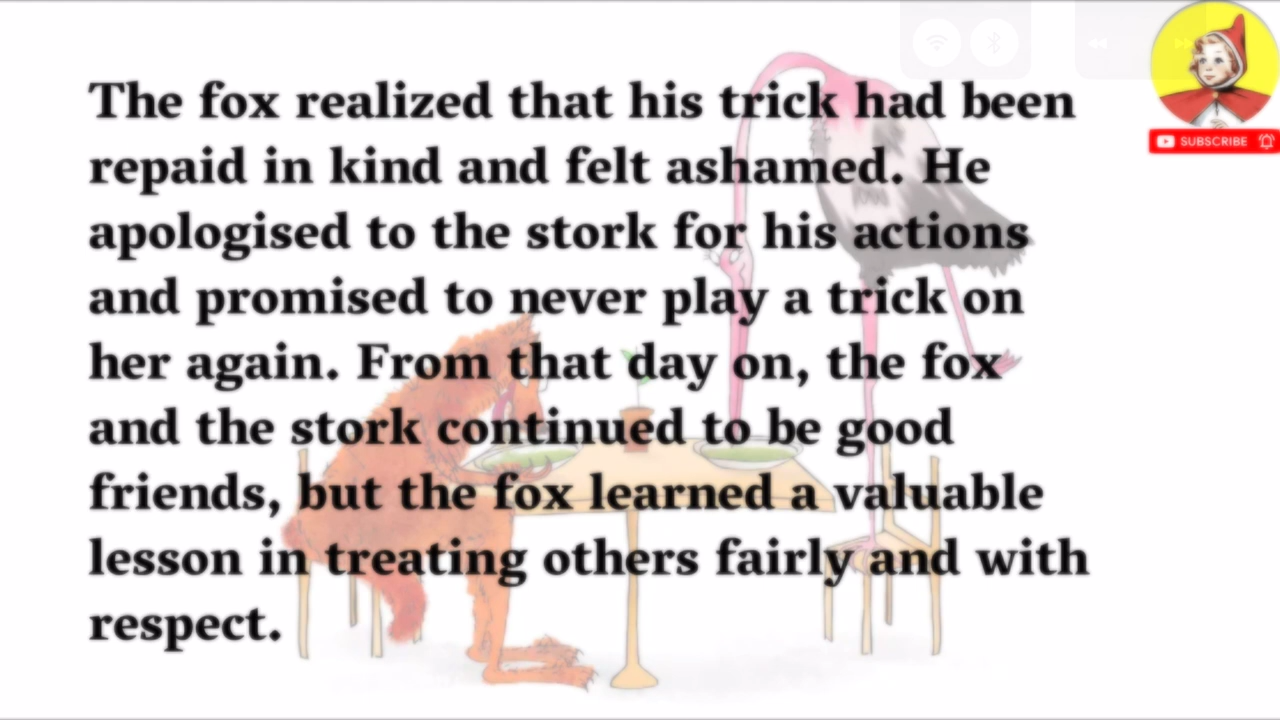 The fox realized that his trick had been
repaid in kind and felt ashamed. He
apologised to the stork for his actions
and promised to never play a trick on
her again. From that day on, the fox
and the stork continued to be good
friends, but the fox learned a valuable
lesson in treating others fairly and with
respect.
SUBSCRIBE